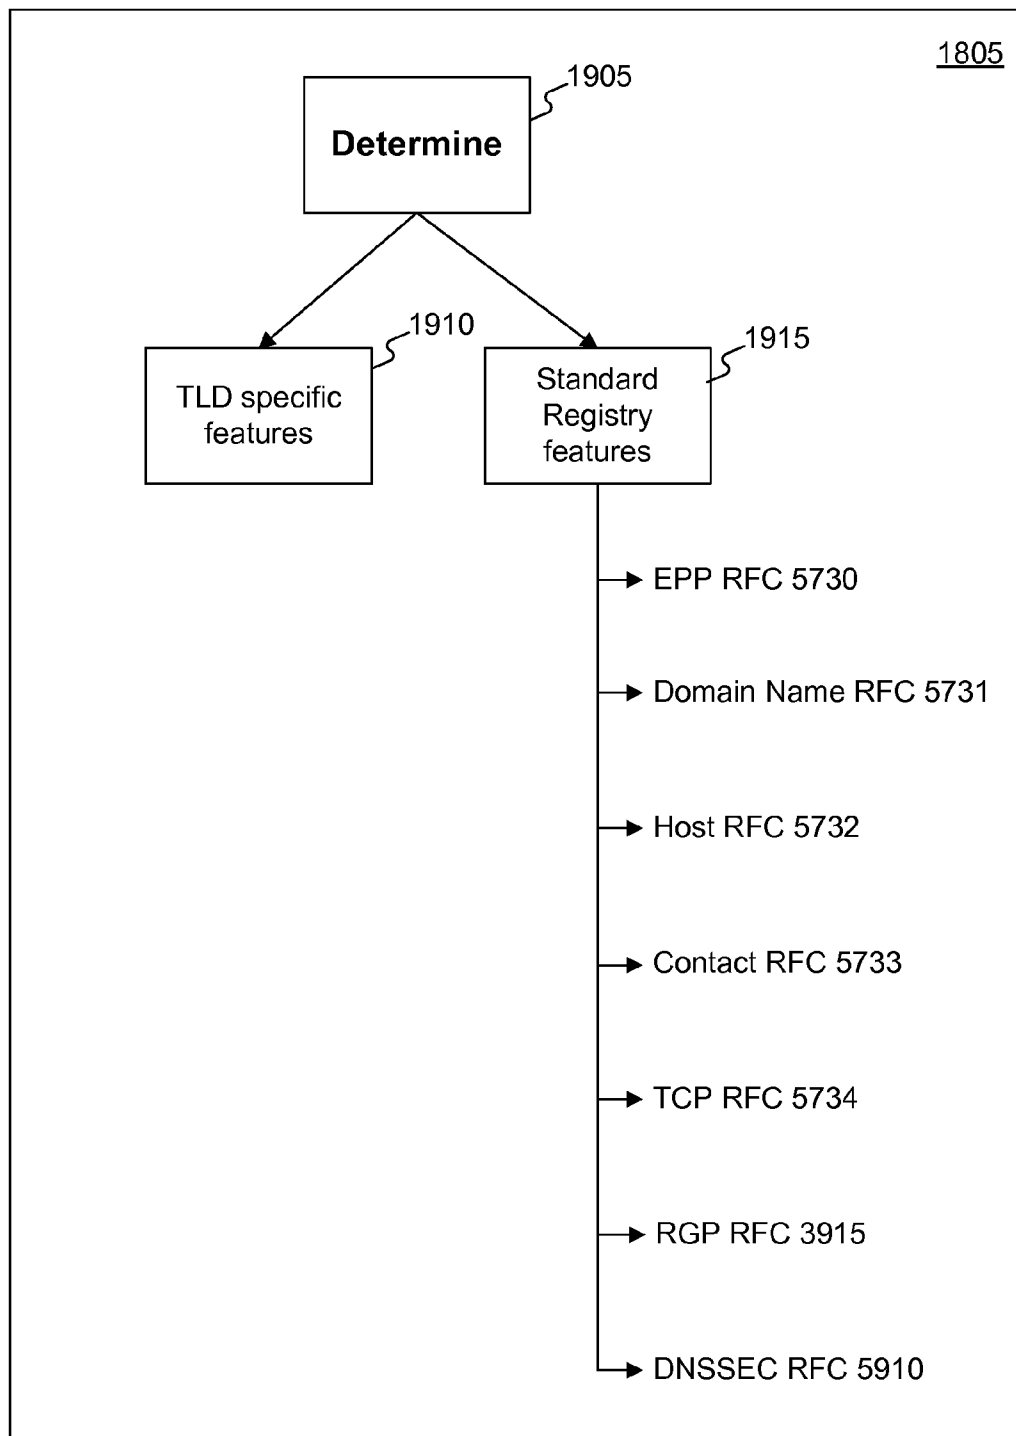 1805
1905
Determine
1910
TLD specific
features
1915
Standard
Registry
features
EPP RFC 5730
Domain Name RFC 5731
Host RFC 5732
Contact RFC 5733
TCP RFC 5734
RGP RFC 3915
DNSSEC RFC 5910